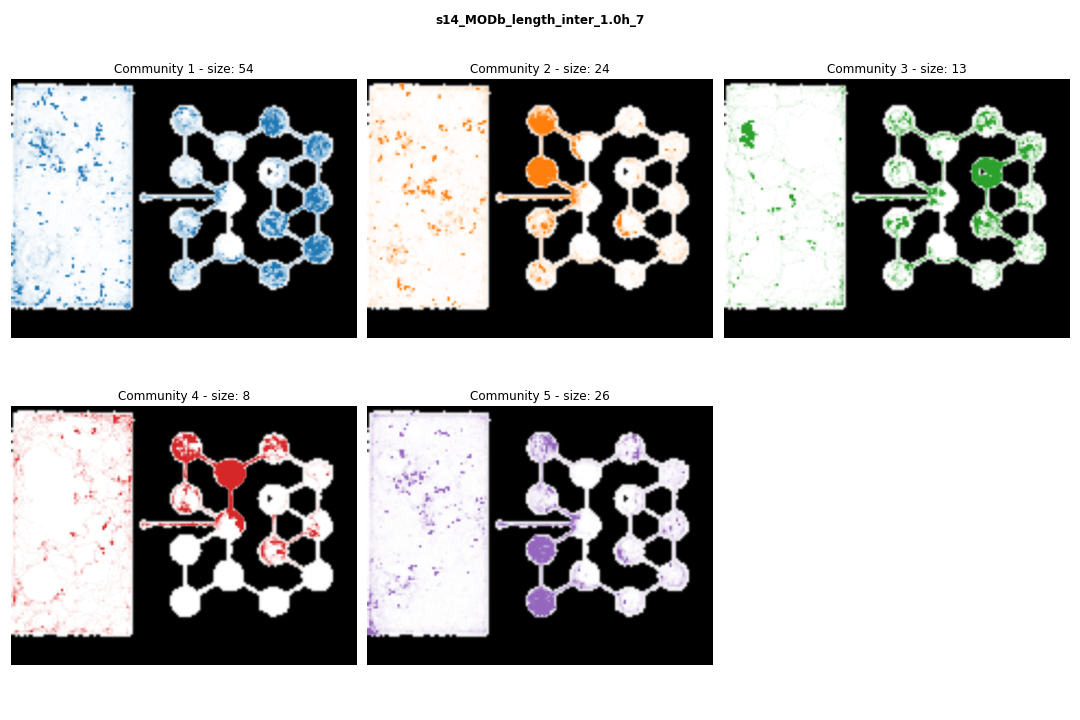 s14_MODb_length_inter_1.0h_7
Community 1 - size: 54
Community 2 - size: 24
Community 3 - size: 13
Community 4 - size: 8
Community 5 - size: 26